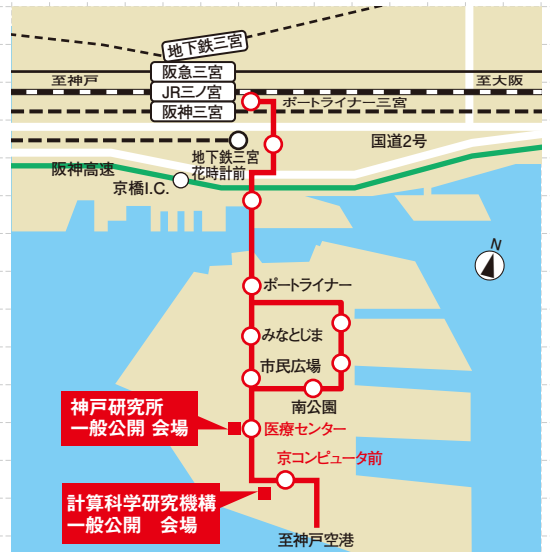 地下鉄三宮
阪急三宮
至神戸
至大阪
JR三ノ宮
ポートライナー三宮
阪神三宮
国道2号
地下鉄三宮
花時計前
阪神高速
京橋I.C.
N
ポートライナー
みなとじま
市民広場
南公園
神戸研究所
一般公開 会場
医療センター
京コンピュータ前
計算科学研究機構
一般公開　会場
至神戸空港